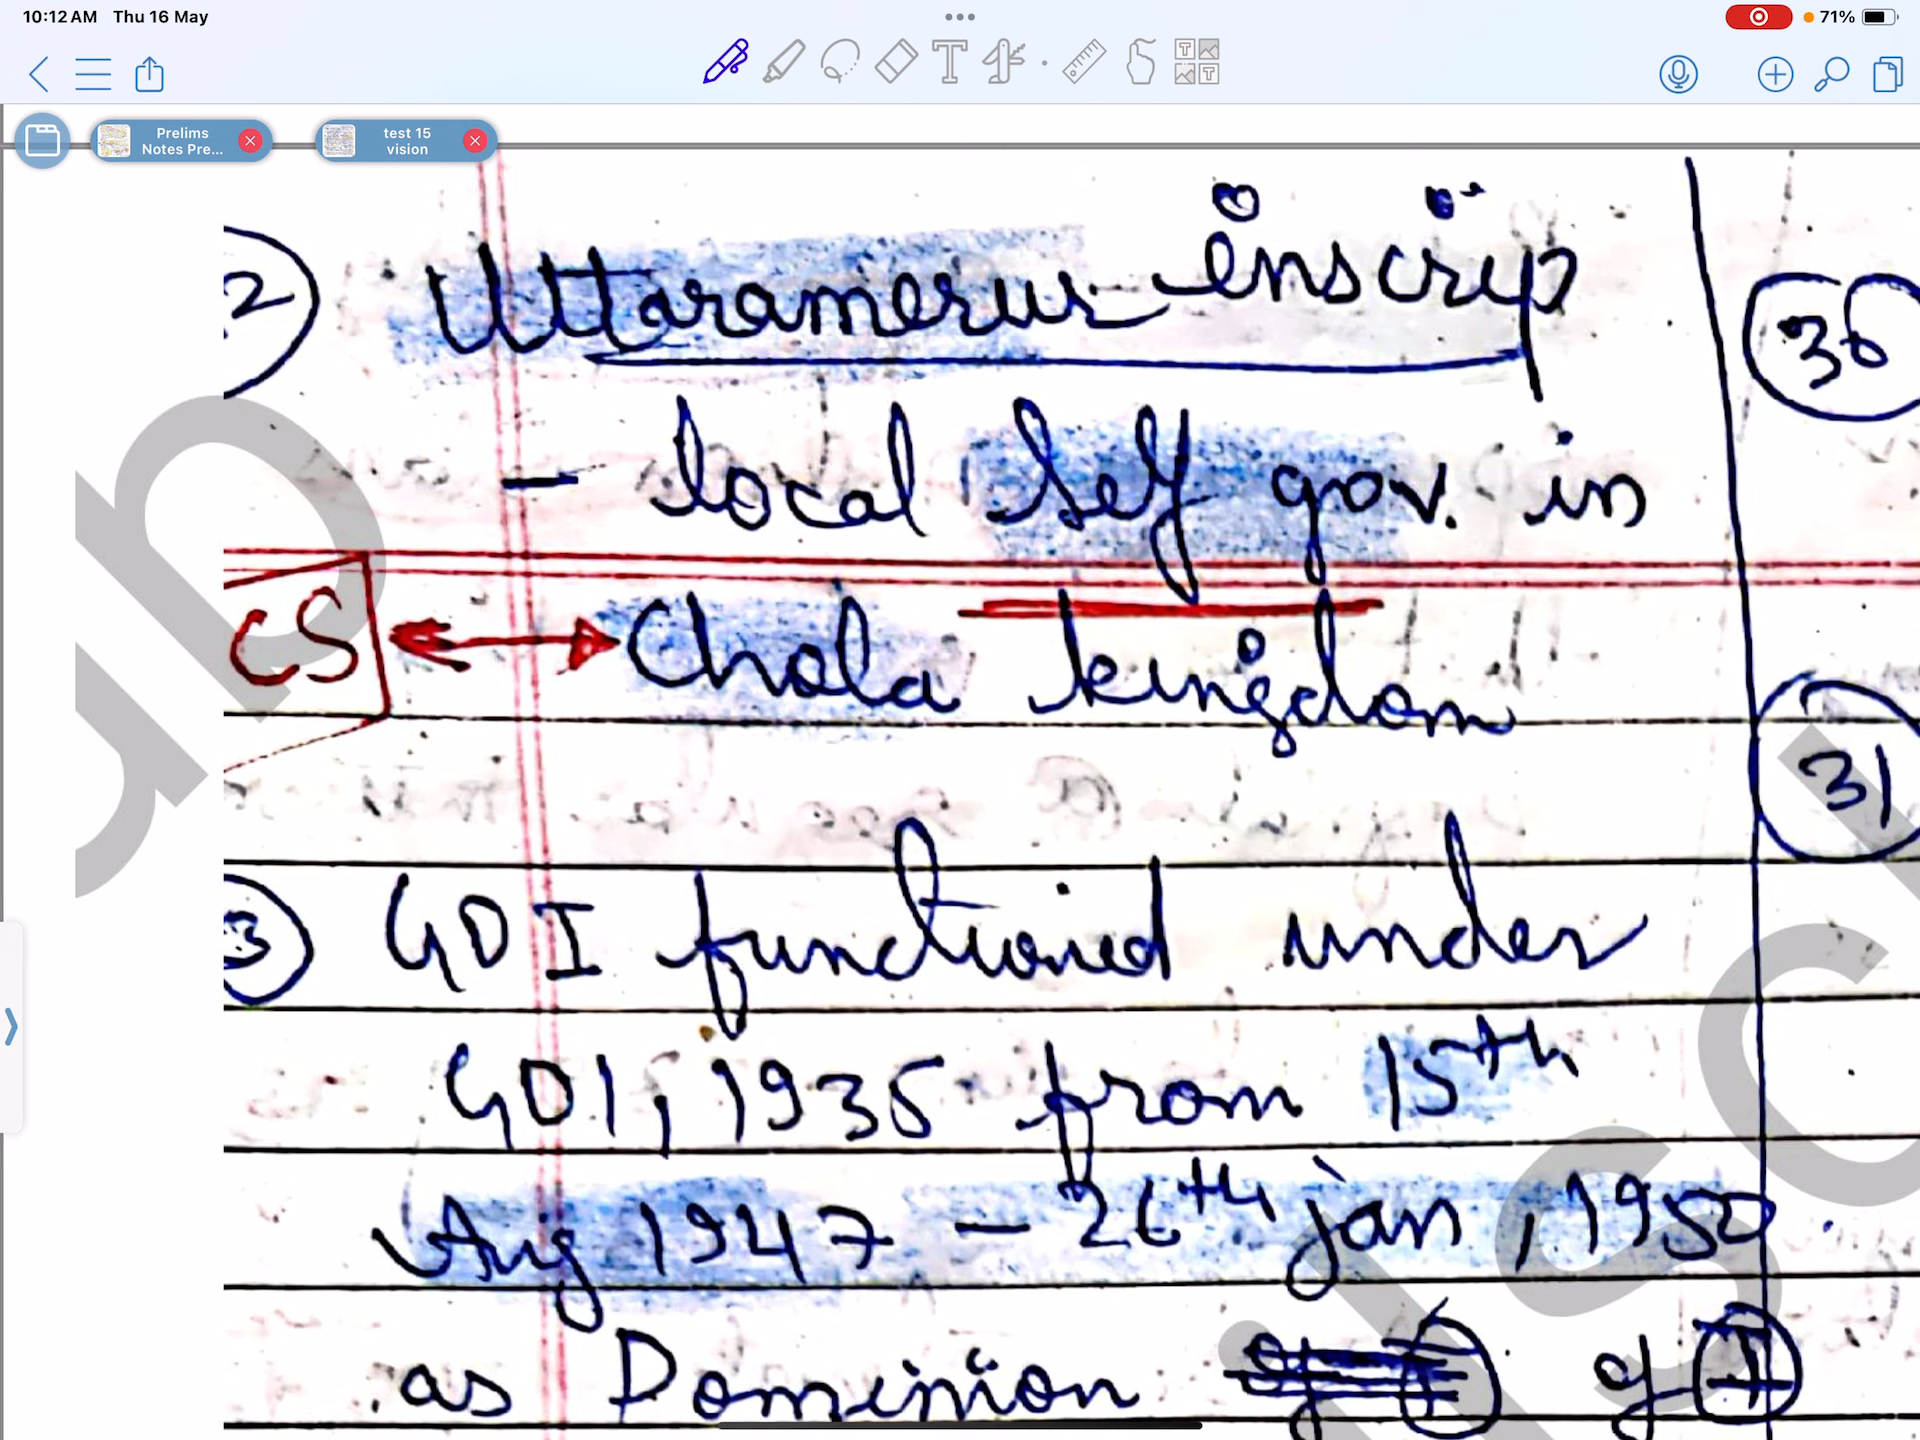 10:12 AM Thu 16 May
71%
Prelims Notes Pre...
test 15 vision
2 Uttaramerur inscrip
- local self gov. in
CS Chola kingdom
36
31
3 GOI functioned under
GOI, 1935 from 15th
Aug 1947 - 26th jan, 1950
as Dominion of I